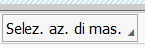 Selez. az. di mas.